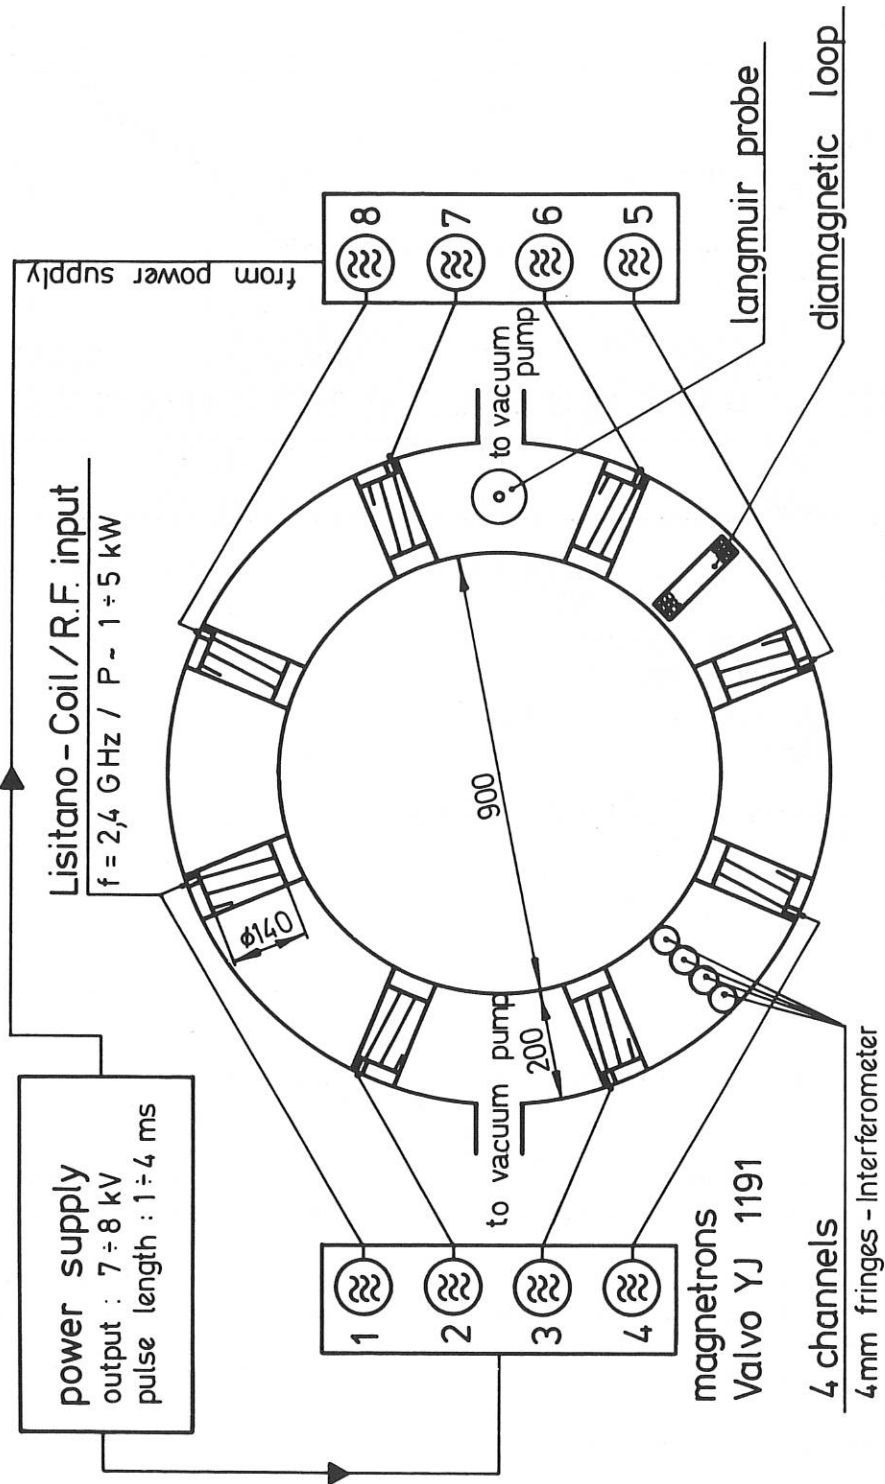 power supply
output : 7÷8 kV
pulse length : 1÷4 ms
Lisitano-Coil/R.F. input
f = 2,4 GHz / P ~ 1÷5 kW
from power supply
1
2
3
4
8
7
6
5
ϕ140
900
200
to vacuum pump
to vacuum
pump
magnetrons
Valvo YJ 1191
4 channels
4mm fringes - Interferometer
langmuir probe
diamagnetic loop